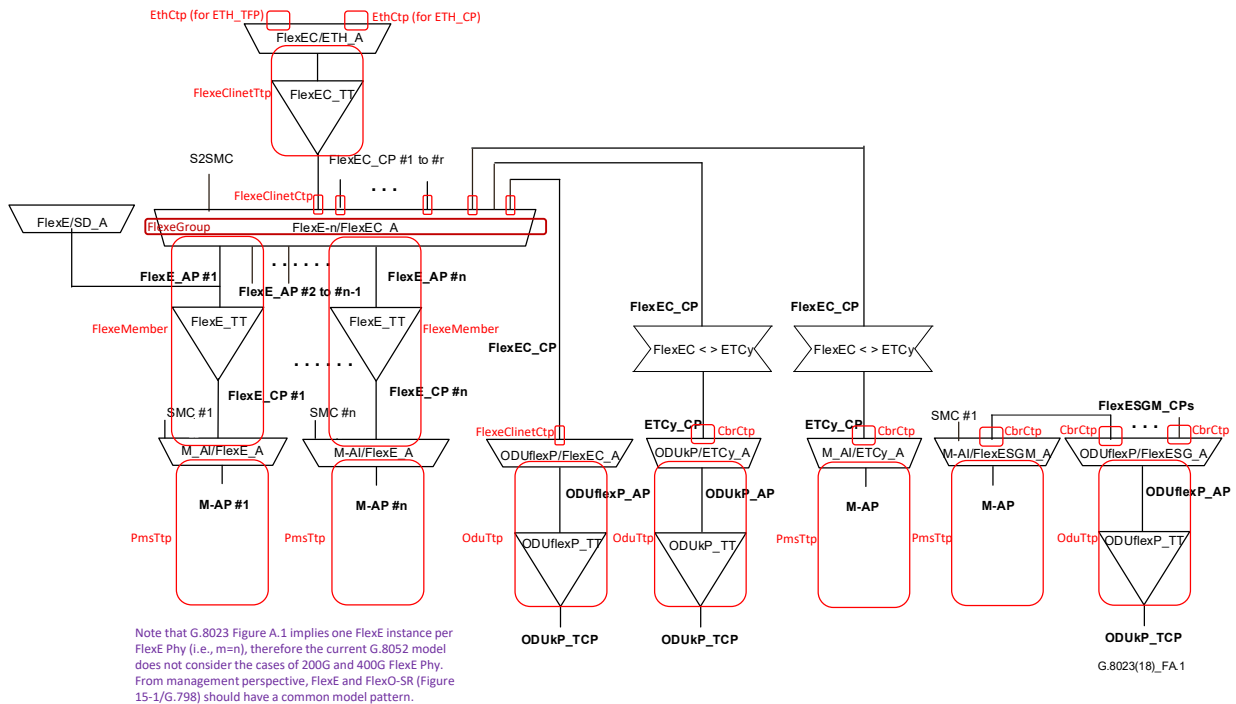 EthCtp (for ETH_TFP)
EthCtp (for ETH_CP)
FlexEC/ETH_A
FlexeClinetTtp
FlexEC_TT
S2SMC
FlexEC_CP #1 to #r
. . .
FlexeClinetCtp
FlexE/SD_A
FlexeGroup
FlexE-n/FlexEC_A
. . . . . .
FlexE_AP #1
FlexE_AP #n
FlexE_AP #2 to #n-1
FlexEC_CP
FlexEC_CP
FlexE_TT
FlexE_TT
FlexeMember
FlexeMember
FlexEC_CP
FlexEC < > ETCy
FlexEC < > ETCy
. . . . . .
FlexE_CP #1
FlexE_CP #n
SMC #1
SMC #n
FlexeClinetCtp
ETCy_CP
CbrCtp
ETCy_CP
CbrCtp
SMC #1
CbrCtp
CbrCtp
FlexESGM_CPs
. . .
CbrCtp
M_AI/FlexE_A
M-AI/FlexE_A
ODUflexP/FlexEC_A
ODUkP/ETCy_A
M_AI/ETCy_A
M-AI/FlexESGM_A
ODUflexP/FlexESG_A
M-AP #1
M-AP #n
ODUflexP_AP
ODUkP_AP
M-AP
M-AP
ODUflexP_AP
PmsTtp
PmsTtp
OduTtp
ODUflexP_TT
OduTtp
ODUkP_TT
PmsTtp
PmsTtp
OduTtp
ODUflexP_TT
ODUkP_TCP
ODUkP_TCP
ODUkP_TCP
G.8023(18)_FA.1
Note that G.8023 Figure A.1 implies one FlexE instance per
FlexE Phy (i.e., m=n), therefore the current G.8052 model
does not consider the cases of 200G and 400G FlexE Phy.
From management perspective, FlexE and FlexO-SR (Figure
15-1/G.798) should have a common model pattern.